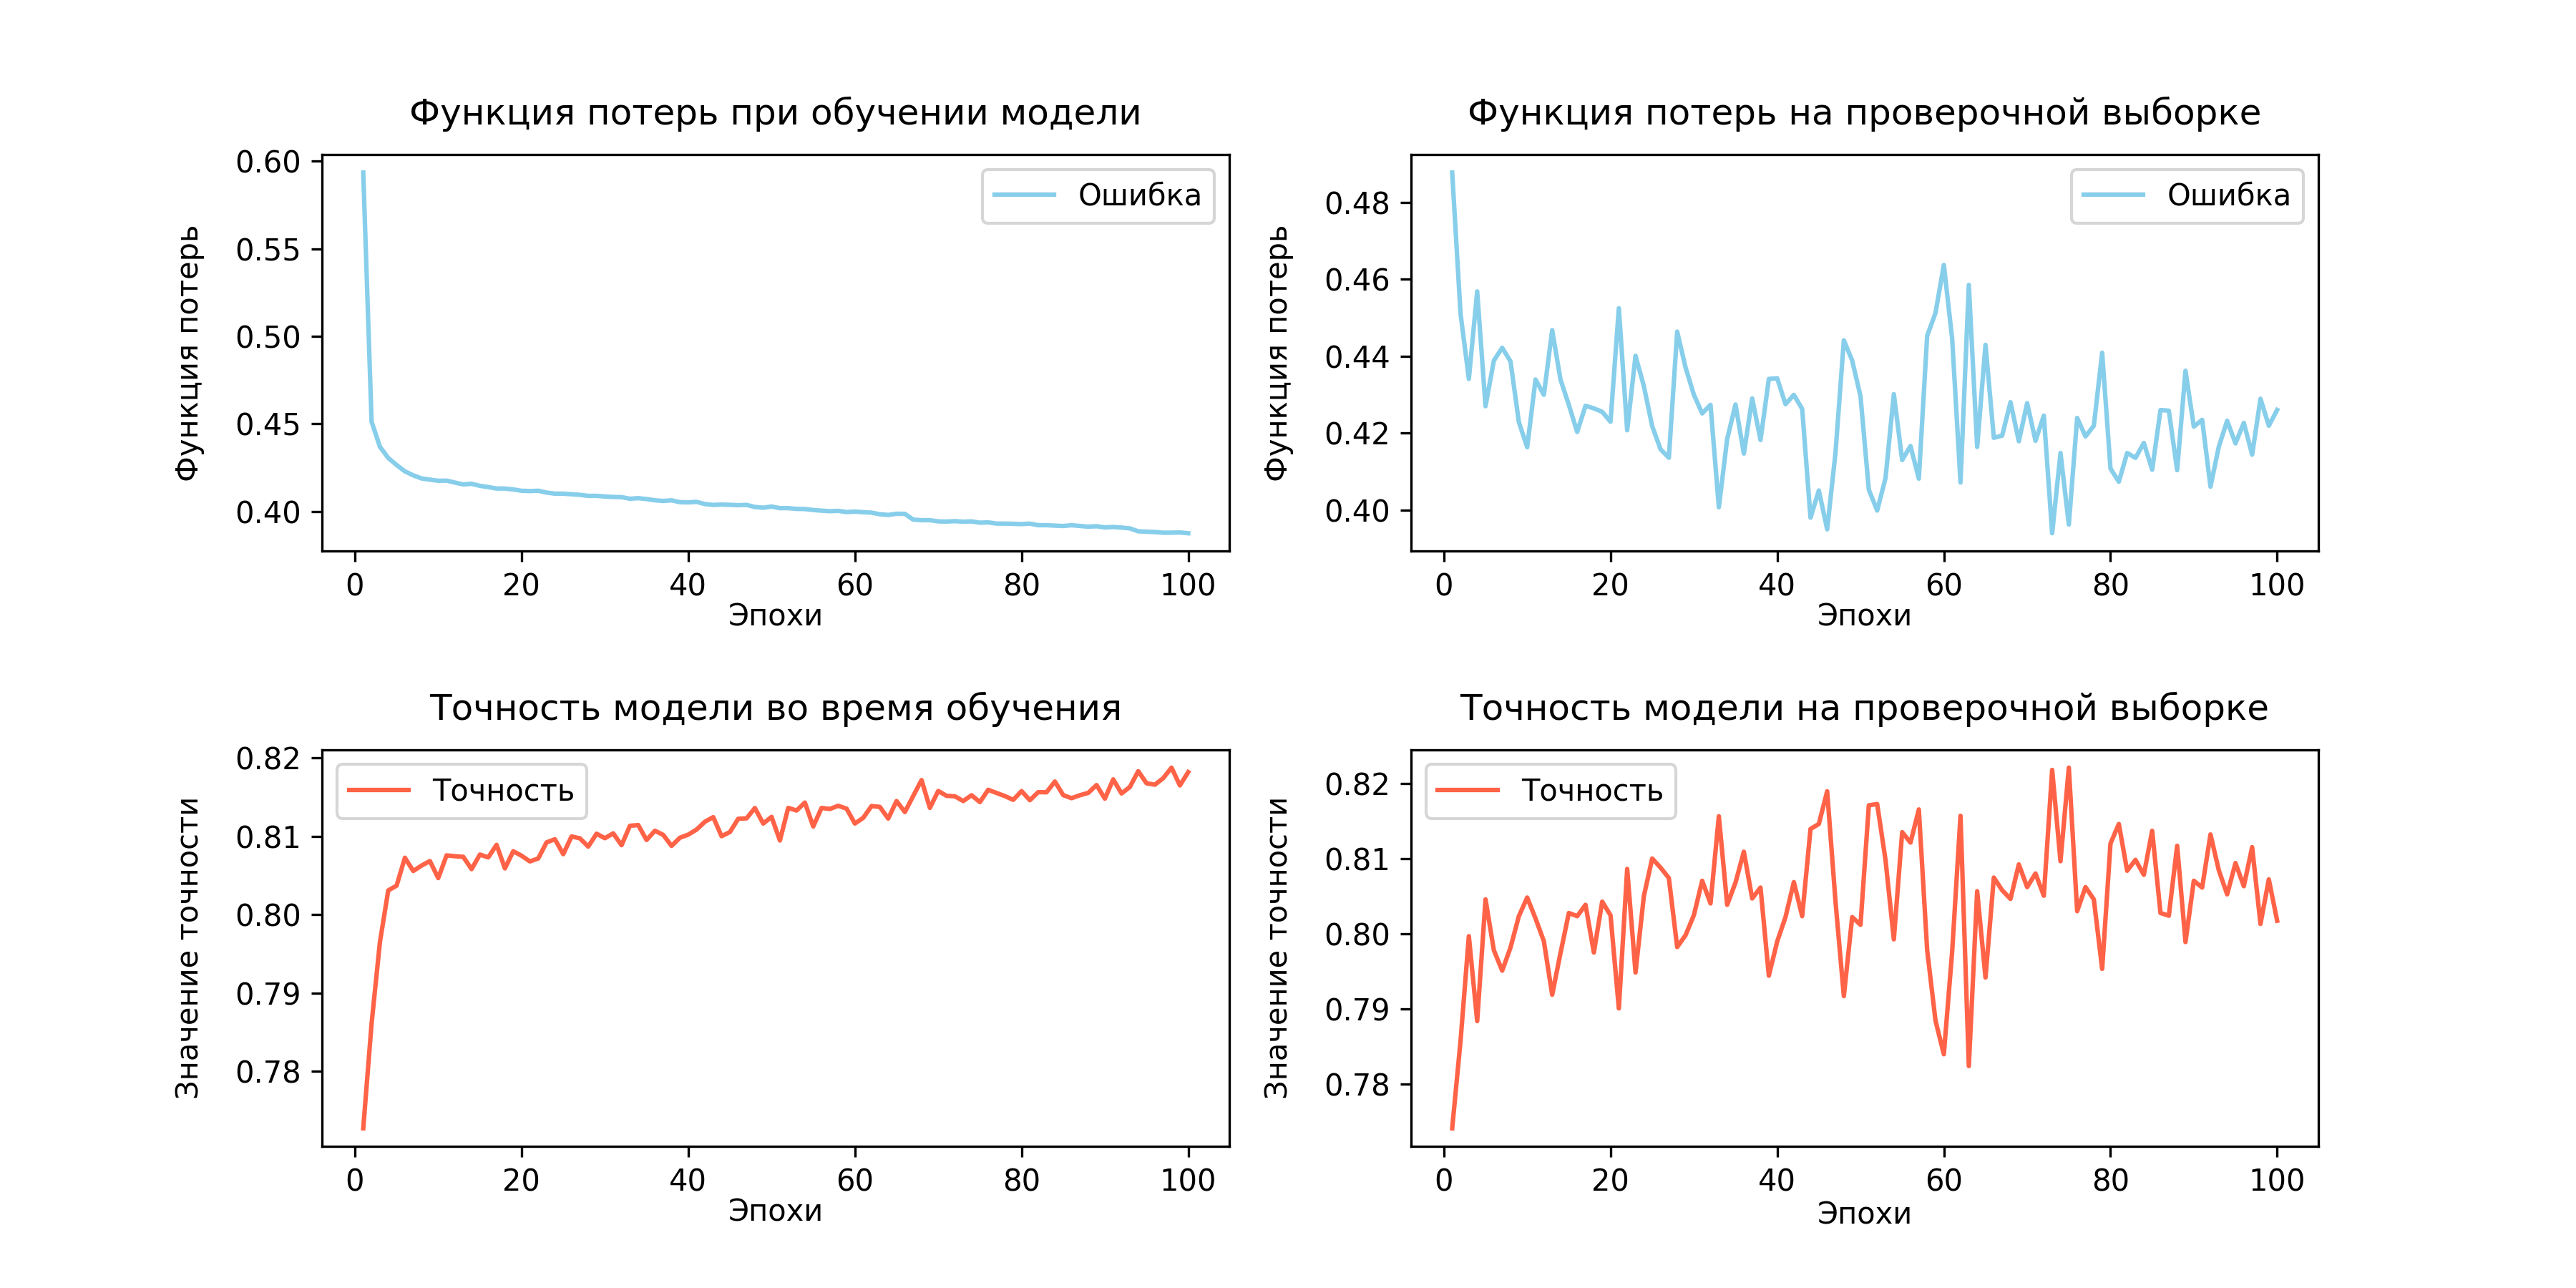 Функция потерь при обучении модели
Функция потерь
0.60
0.55
0.50
0.45
0.40
Ошибка
0 20 40 60 80 100
Эпохи
Функция потерь на проверочной выборке
Функция потерь
0.48
0.46
0.44
0.42
0.40
Ошибка
0 20 40 60 80 100
Эпохи
Точность модели во время обучения
Значение точности
0.82
0.81
0.80
0.79
0.78
Точность
0 20 40 60 80 100
Эпохи
Точность модели на проверочной выборке
Значение точности
0.82
0.81
0.80
0.79
0.78
Точность
0 20 40 60 80 100
Эпохи